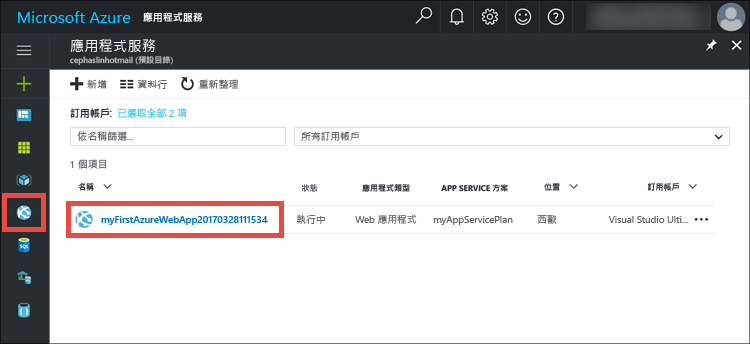 Microsoft Azure 應用程式服務
應用程式服務
cephaslinhotmail (預設目錄)
新增 資料行 重新整理
訂用帳戶: 已選取全部 2 項
依名稱篩選... 所有訂用帳戶
1 個項目
名稱 狀態 應用程式類型 APP SERVICE 方案 位置 訂用帳戶
myFirstAzureWebApp20170328111534 執行中 Web 應用程式 myAppServicePlan 西歐 Visual Studio Ulti...
SQL